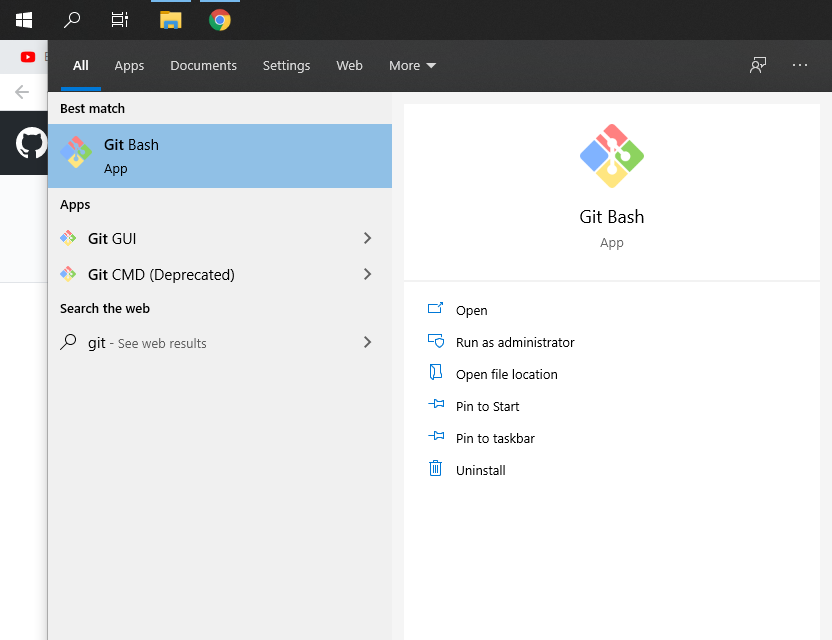 All Apps Documents Settings Web More
Best match
Git Bash
App
Apps
Git GUI
Git CMD (Deprecated)
Search the web
git - See web results
Git Bash
App
Open
Run as administrator
Open file location
Pin to Start
Pin to taskbar
Uninstall